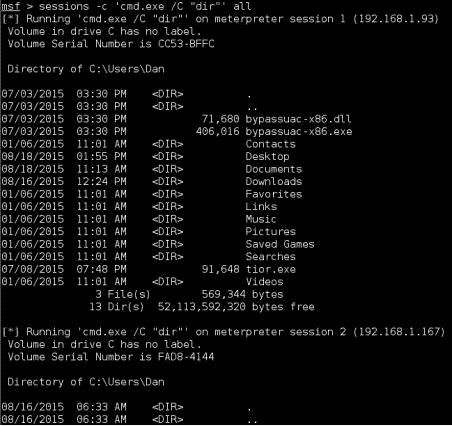 msf > sessions -c 'cmd.exe /C "dir"' all
[*] Running 'cmd.exe /C "dir"' on meterpreter session 1 (192.168.1.93)
Volume in drive C has no label.
Volume Serial Number is CC53-BFFC
Directory of C:\Users\Dan
07/03/2015 03:30 PM <DIR> .
07/03/2015 03:30 PM <DIR> ..
07/03/2015 03:30 PM 71,680 bypassuac-x86.dll
07/03/2015 03:30 PM 406,016 bypassuac-x86.exe
01/06/2015 11:01 AM <DIR> Contacts
08/18/2015 01:55 PM <DIR> Desktop
08/18/2015 11:13 AM <DIR> Documents
08/16/2015 12:24 PM <DIR> Downloads
01/06/2015 11:01 AM <DIR> Favorites
01/06/2015 11:01 AM <DIR> Links
01/06/2015 11:01 AM <DIR> Music
01/06/2015 11:01 AM <DIR> Pictures
01/06/2015 11:01 AM <DIR> Saved Games
01/06/2015 11:01 AM <DIR> Searches
07/08/2015 07:48 PM 91,648 tior.exe
01/06/2015 11:01 AM <DIR> Videos
3 File(s) 569,344 bytes
13 Dir(s) 52,113,592,320 bytes free
[*] Running 'cmd.exe /C "dir"' on meterpreter session 2 (192.168.1.167)
Volume in drive C has no label.
Volume Serial Number is FAD8-4144
Directory of C:\Users\Dan
08/16/2015 06:33 AM <DIR> .
08/16/2015 06:33 AM <DIR> ..